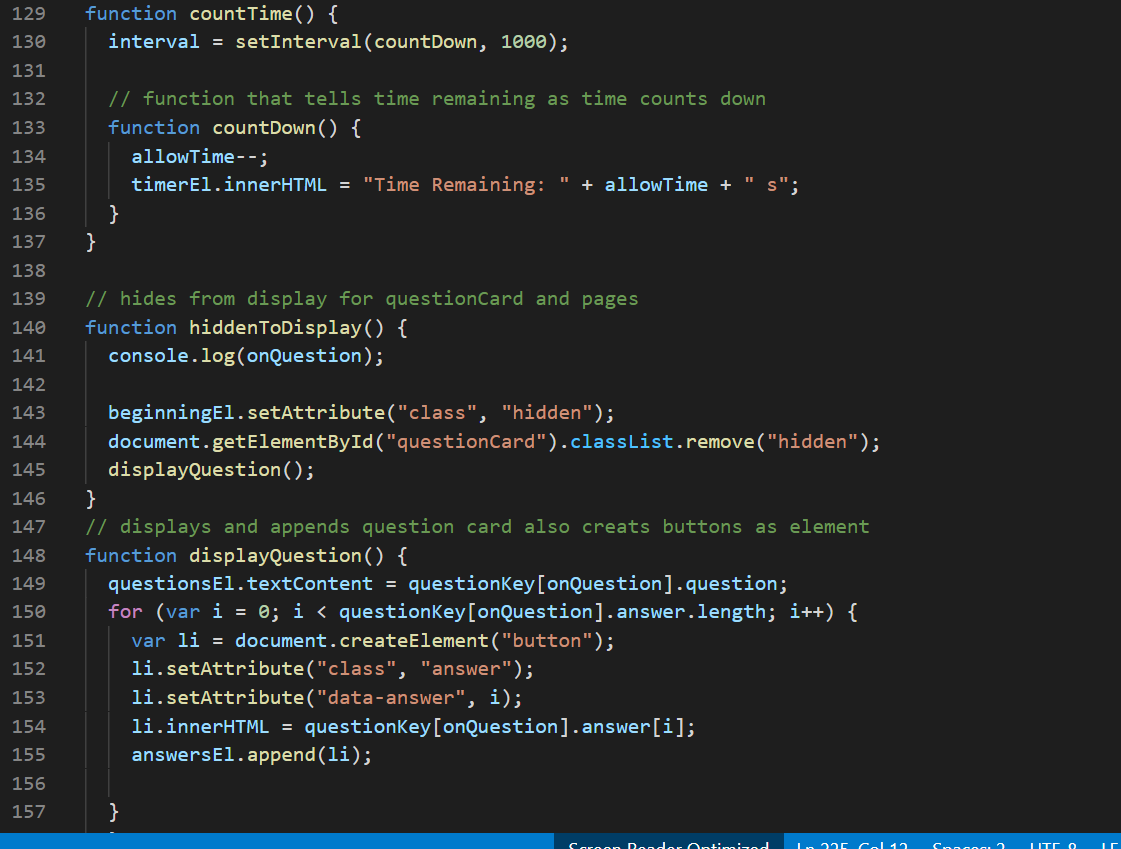 129 function countTime() {
130 interval = setInterval(countDown, 1000);
131
132 // function that tells time remaining as time counts down
133 function countDown() {
134 allowTime--;
135 timerEl.innerHTML = "Time Remaining: " + allowTime + " s";
136 }
137 }
138
139 // hides from display for questionCard and pages
140 function hiddenToDisplay() {
141 console.log(onQuestion);
142
143 beginningEl.setAttribute("class", "hidden");
144 document.getElementById("questionCard").classList.remove("hidden");
145 displayQuestion();
146 }
147 // displays and appends question card also creats buttons as element
148 function displayQuestion() {
149 questionsEl.textContent = questionKey[onQuestion].question;
150 for (var i = 0; i < questionKey[onQuestion].answer.length; i++) {
151 var li = document.createElement("button");
152 li.setAttribute("class", "answer");
153 li.setAttribute("data-answer", i);
154 li.innerHTML = questionKey[onQuestion].answer[i];
155 answersEl.append(li);
156
157 }
Screen Reader Optimized Ln 225, Col 12 Spaces: 2 UTF-8 LF